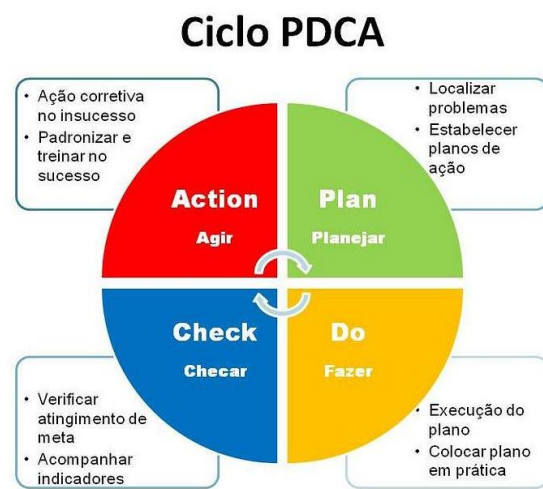 Ciclo PDCA
• Ação corretiva
no insucesso
• Padronizar e
treinar no
sucesso
• Localizar
problemas
• Estabelecer
planos de
ação
Action
Agir
Plan
Planejar
Check
Checar
Do
Fazer
• Verificar
atingimento de
meta
• Acompanhar
indicadores
• Execução do
plano
• Colocar plano
em prática